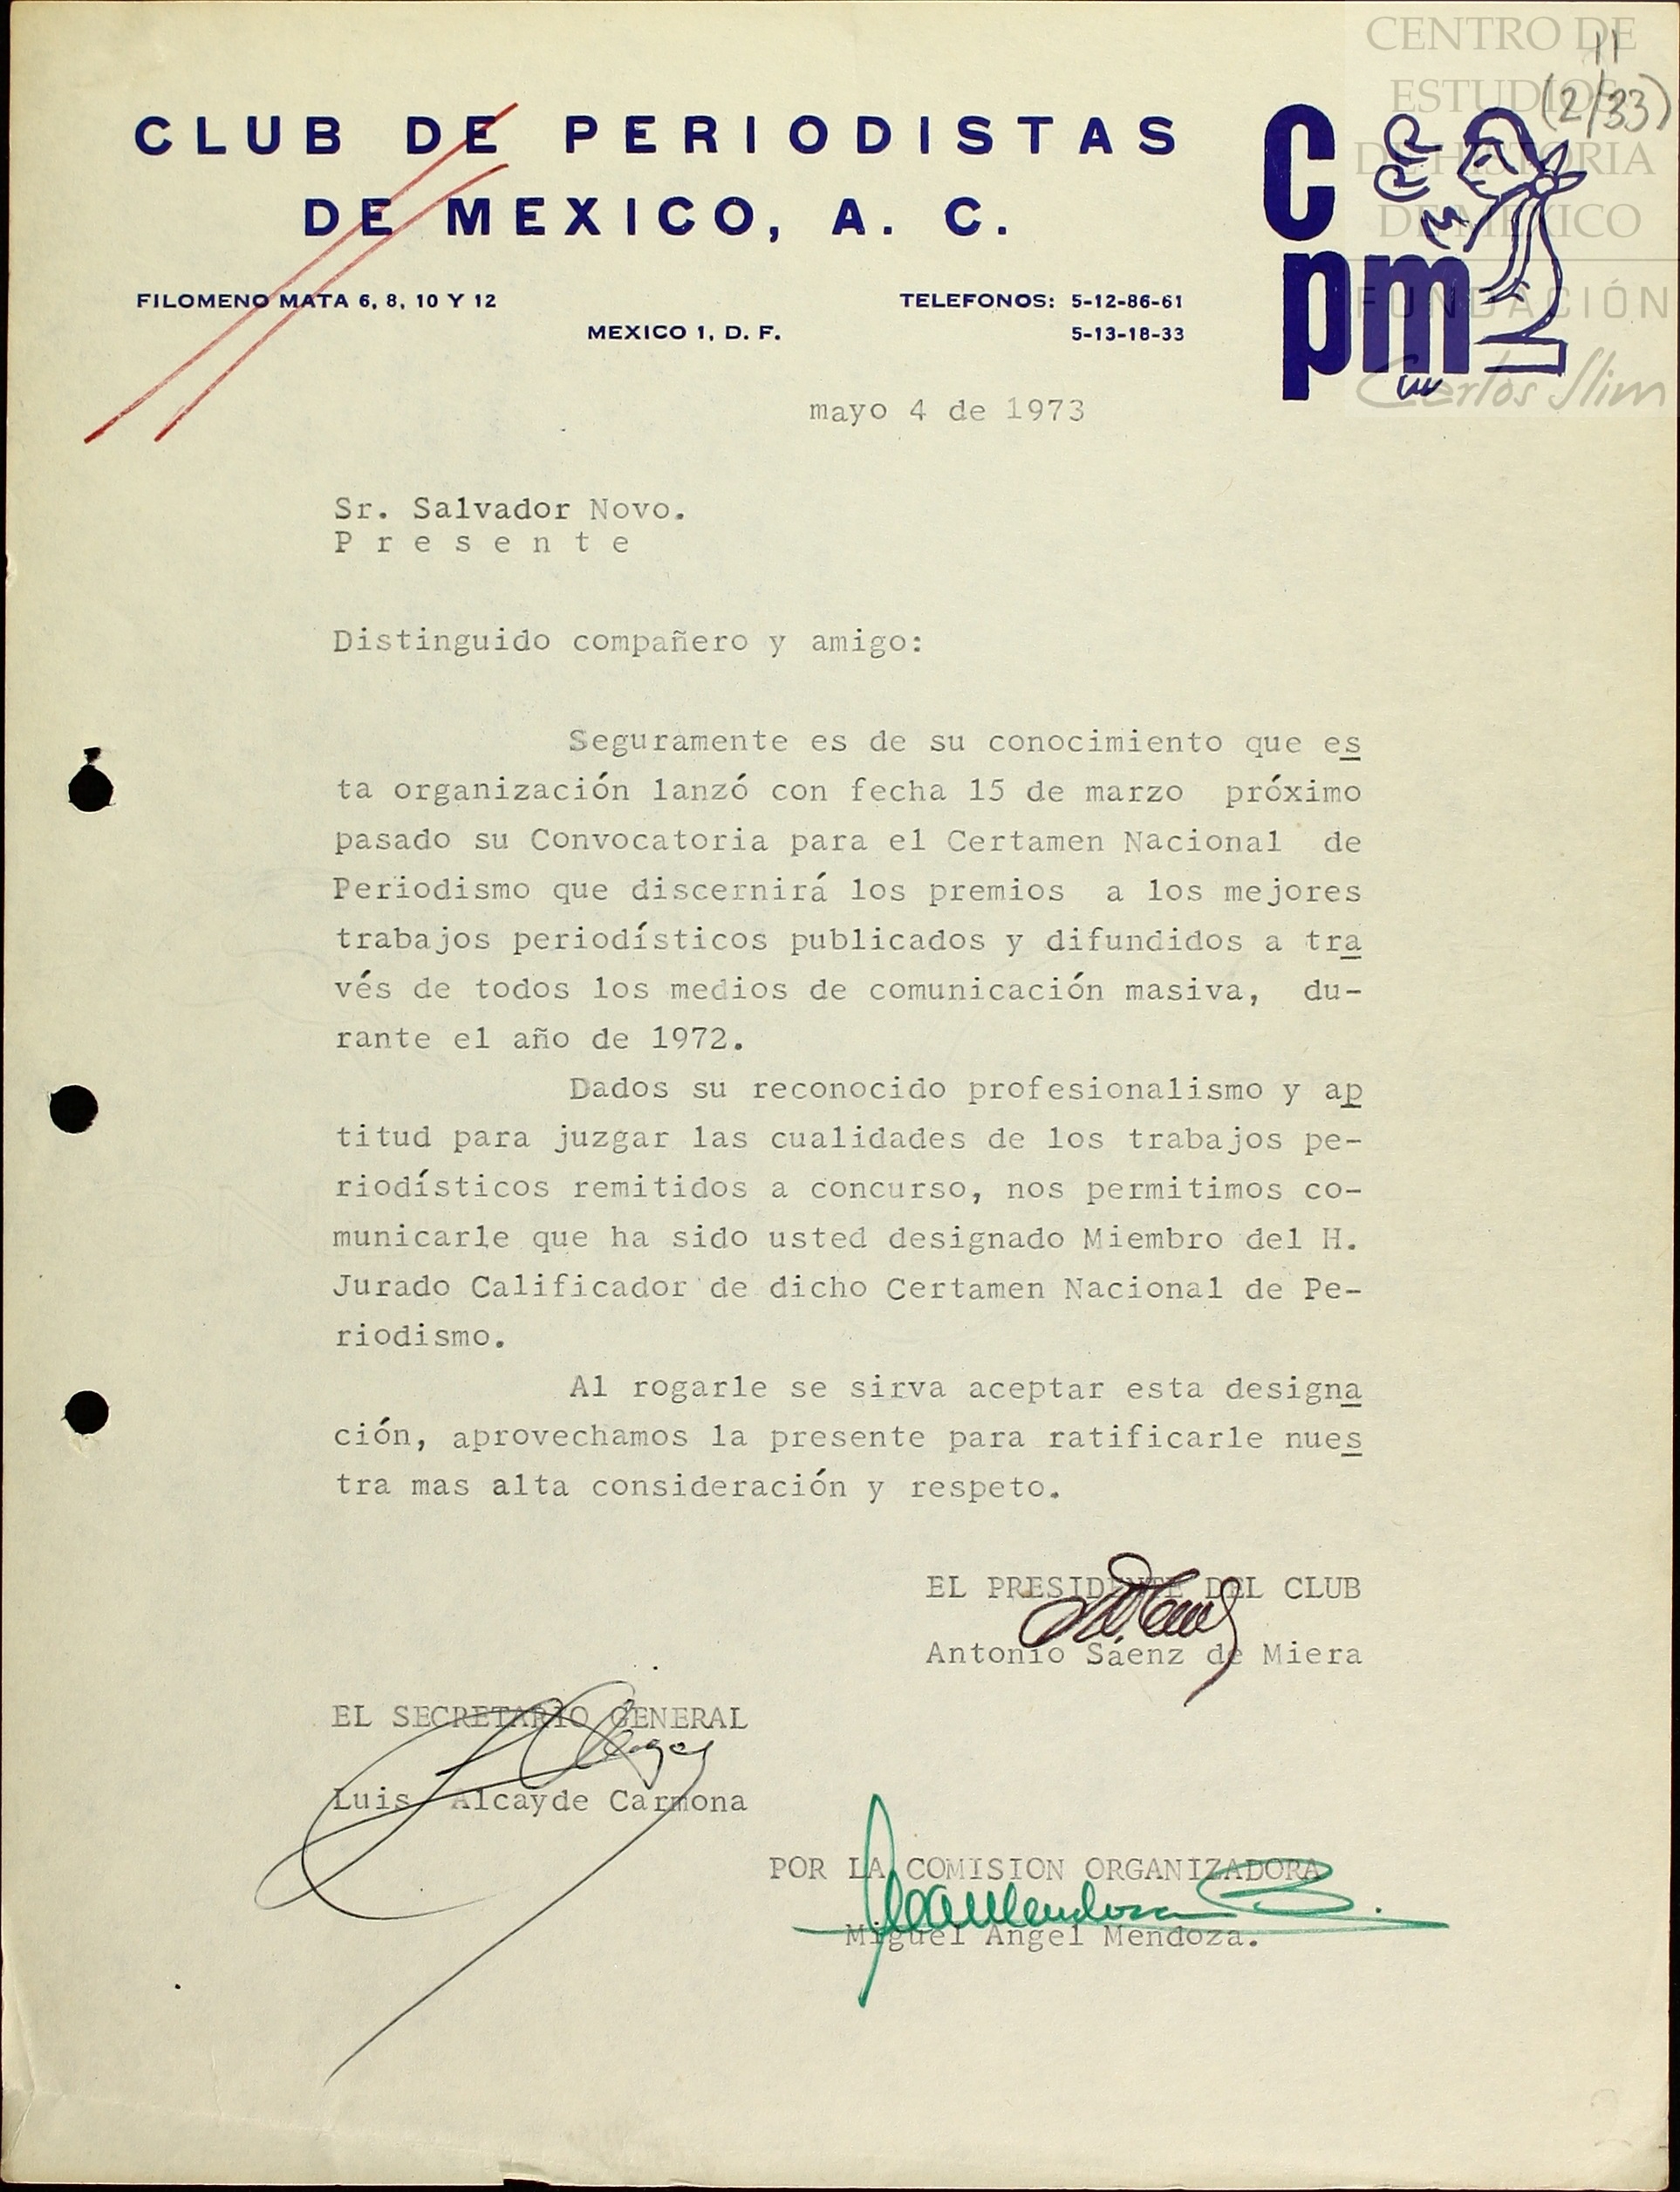 CENTRO DE
ESTUDIOS
DE HISTORIA
DE MEXICO
FUNDACIÓN
Carlos Slim
11
(2/33)
CLUB DE PERIODISTAS
DE MEXICO, A. C.
C
pm
FILOMENO MATA 6, 8, 10 Y 12
TELEFONOS: 5-12-86-61
MEXICO 1, D. F.
5-13-18-33
mayo 4 de 1973
Sr. Salvador Novo.
P r e s e n t e
Distinguido compañero y amigo:
Seguramente es de su conocimiento que es
ta organización lanzó con fecha 15 de marzo próximo
pasado su Convocatoria para el Certamen Nacional de
Periodismo que discernirá los premios a los mejores
trabajos periodísticos publicados y difundidos a tra
vés de todos los medios de comunicación masiva, du-
rante el año de 1972.
Dados su reconocido profesionalismo y ap
titud para juzgar las cualidades de los trabajos pe-
riodísticos remitidos a concurso, nos permitimos co-
municarle que ha sido usted designado Miembro del H.
Jurado Calificador de dicho Certamen Nacional de Pe-
riodismo.
Al rogarle se sirva aceptar esta designa
ción, aprovechamos la presente para ratificarle nues
tra mas alta consideración y respeto.
EL PRESIDENTE DEL CLUB
Antonio Sáenz de Miera
EL SECRETARIO GENERAL
Luis Alcayde Carmona
POR LA COMISION ORGANIZADORA
Miguel Angel Mendoza.